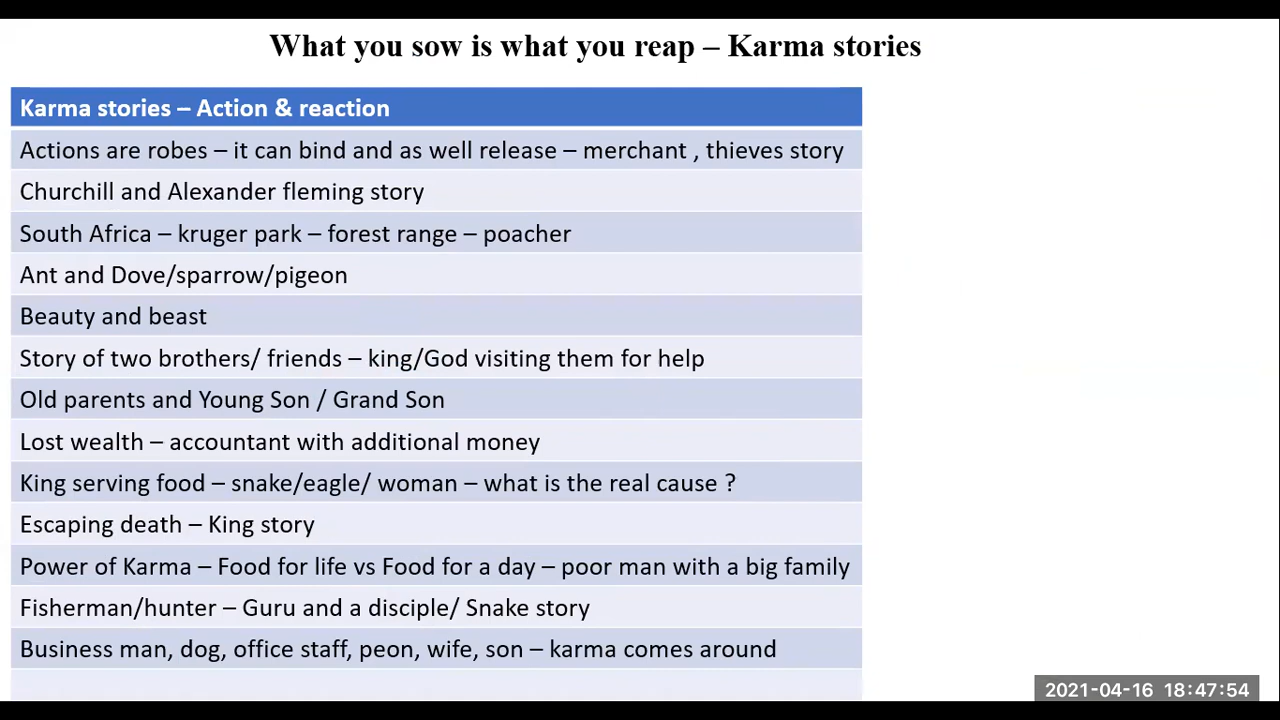 What you sow is what you reap – Karma stories
Karma stories – Action & reaction
Actions are robes – it can bind and as well release – merchant , thieves story
Churchill and Alexander fleming story
South Africa – kruger park – forest range – poacher
Ant and Dove/sparrow/pigeon
Beauty and beast
Story of two brothers/ friends – king/God visiting them for help
Old parents and Young Son / Grand Son
Lost wealth – accountant with additional money
King serving food – snake/eagle/ woman – what is the real cause ?
Escaping death – King story
Power of Karma – Food for life vs Food for a day – poor man with a big family
Fisherman/hunter – Guru and a disciple/ Snake story
Business man, dog, office staff, peon, wife, son – karma comes around
2021-04-16 18:47:54